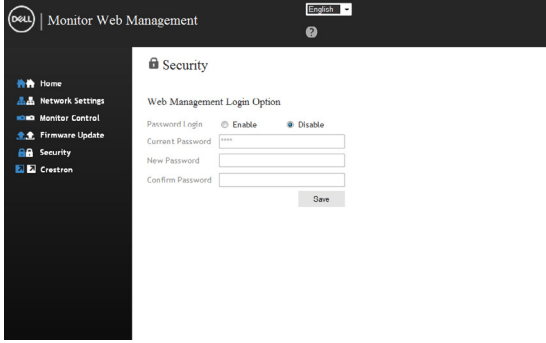 DELL | Monitor Web Management
English
?
Home
Network Settings
Monitor Control
Firmware Update
Security
Crestron
Security
Web Management Login Option
Password Login Enable Disable
Current Password ****
New Password
Confirm Password
Save